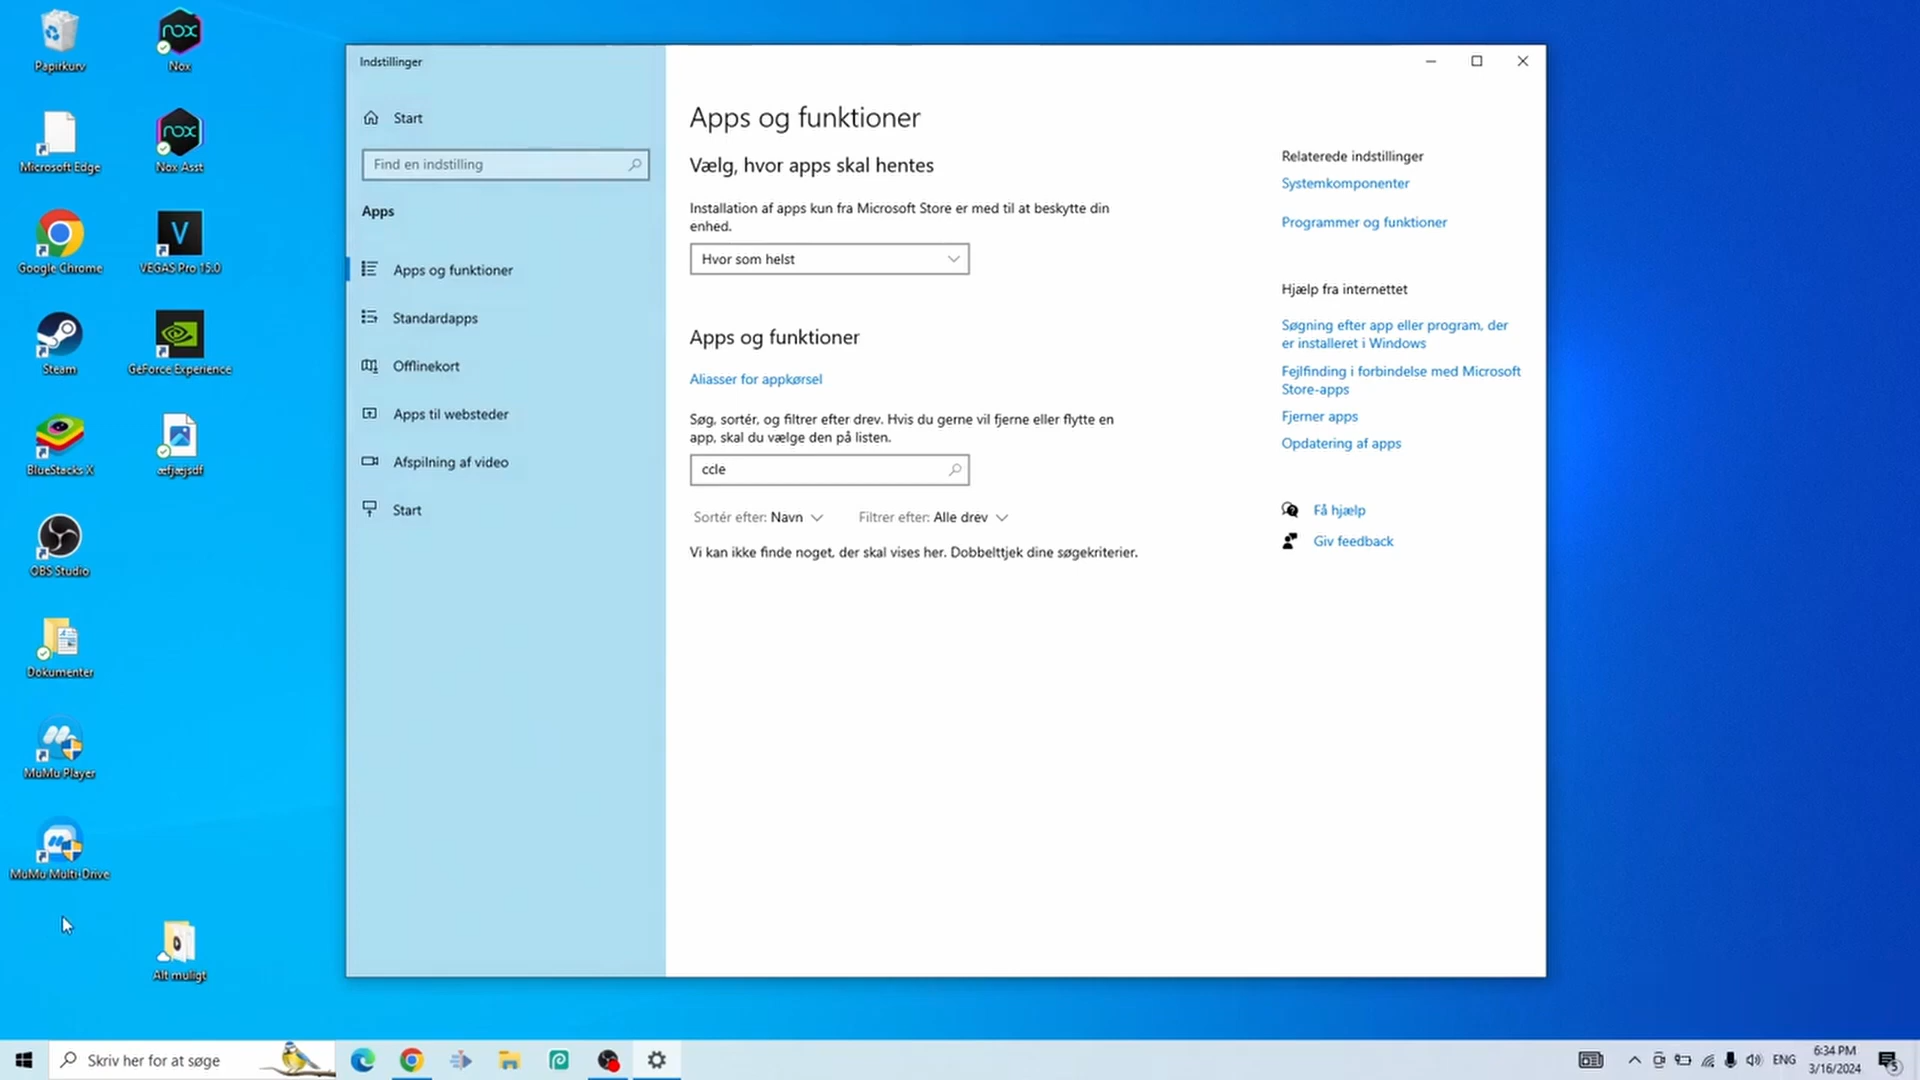 Papirkurv
Nox
Microsoft Edge
Nox Asst
Google Chrome
VEGAS Pro 15.0
Steam
GeForce Experience
BlueStacks X
æfjæjsdf
OBS Studio
Dokumenter
MuMu Player
MuMu Multi-Drive
Alt muligt
Indstillinger
Start
Find en indstilling
Apps
Apps og funktioner
Standardapps
Offlinekort
Apps til websteder
Afspilning af video
Start
Apps og funktioner
Vælg, hvor apps skal hentes
Installation af apps kun fra Microsoft Store er med til at beskytte din
enhed.
Hvor som helst
Apps og funktioner
Aliasser for appkørsel
Søg, sortér, og filtrer efter drev. Hvis du gerne vil fjerne eller flytte en
app, skal du vælge den på listen.
ccle
Sortér efter: Navn Filtrer efter: Alle drev
Vi kan ikke finde noget, der skal vises her. Dobbelttjek dine søgekriterier.
Relaterede indstillinger
Systemkomponenter
Programmer og funktioner
Hjælp fra internettet
Søgning efter app eller program, der
er installeret i Windows
Fejlfinding i forbindelse med Microsoft
Store-apps
Fjerner apps
Opdatering af apps
Få hjælp
Giv feedback
Skriv her for at søge
ENG
6:34 PM
3/16/2024
5